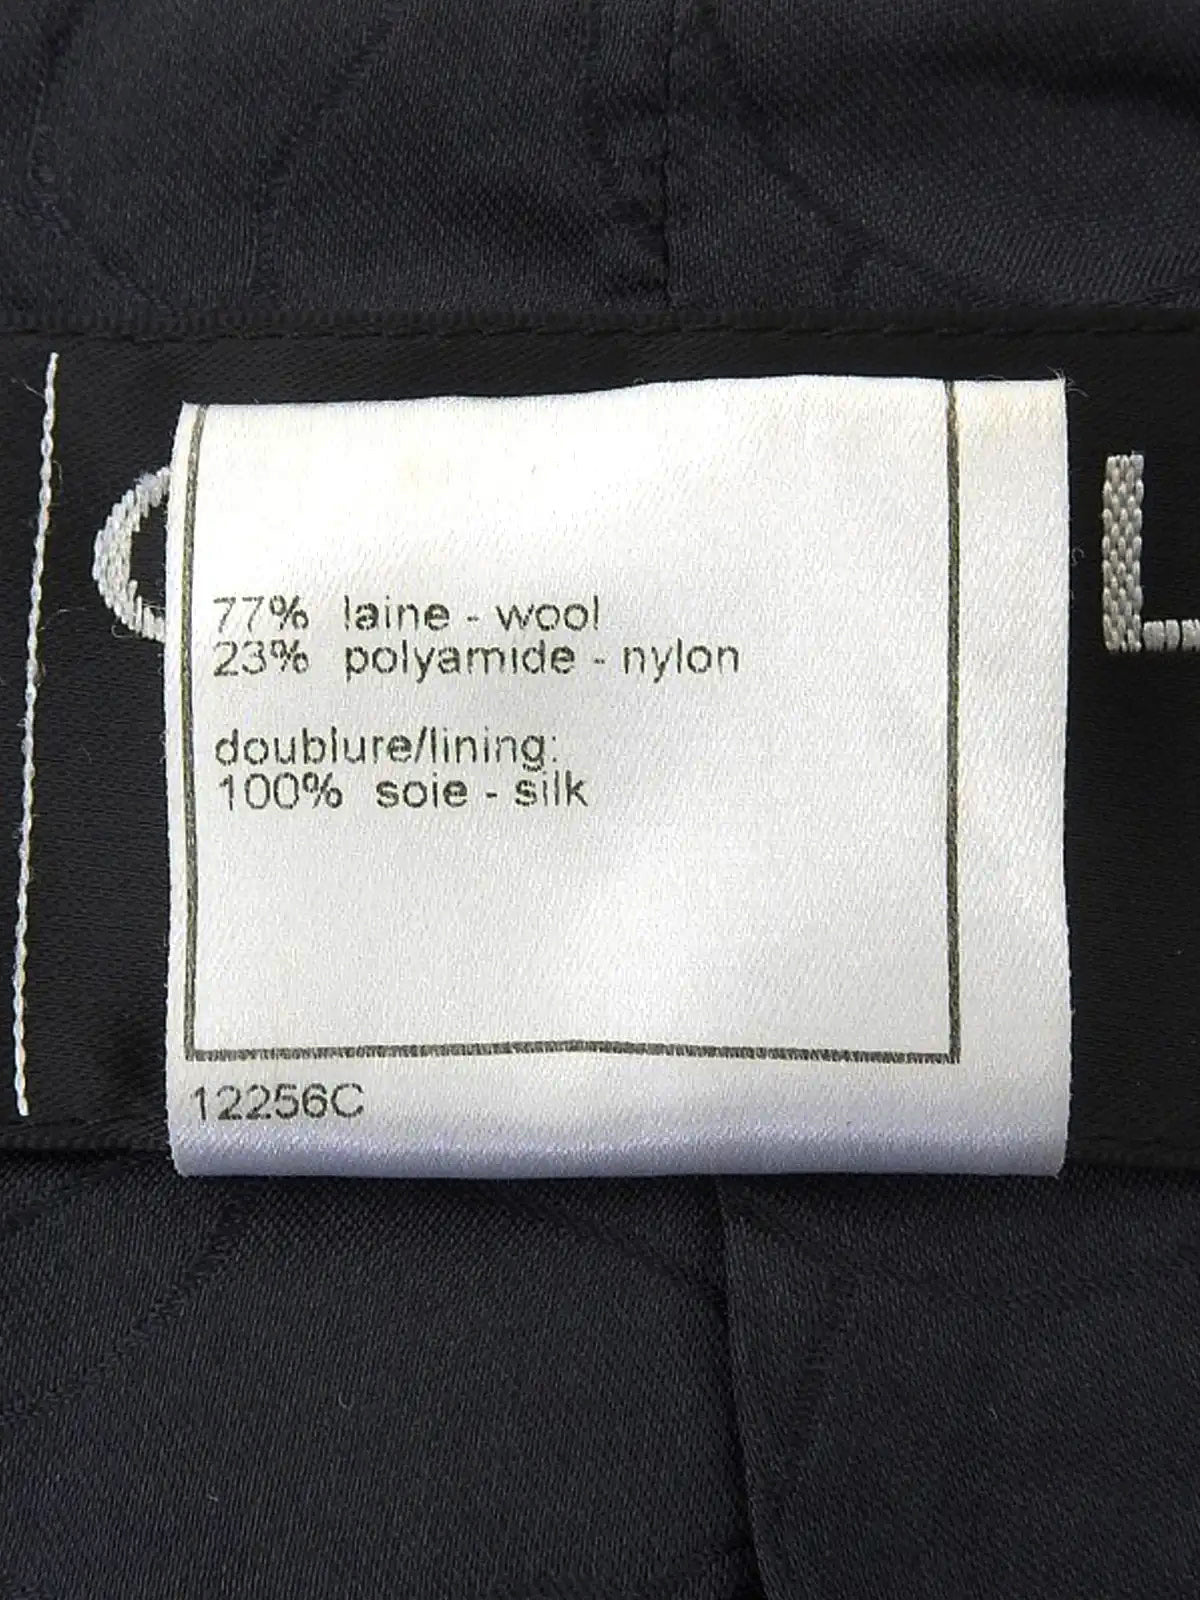 C
L
77% laine - wool
23% polyamide - nylon
doublure/lining:
100% soie - silk
12256C